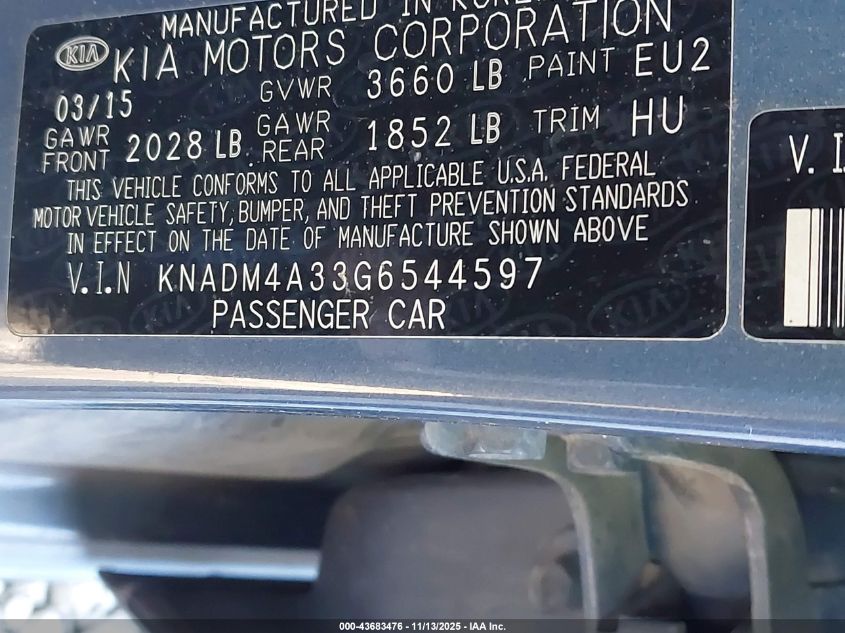 MANUFACTURED IN KOREA
KIA KIA MOTORS CORPORATION
03/15 GVWR 3660 LB PAINT EU2
GAWR FRONT 2028 LB GAWR REAR 1852 LB TRIM HU
THIS VEHICLE CONFORMS TO ALL APPLICABLE U.S.A. FEDERAL
MOTOR VEHICLE SAFETY, BUMPER, AND THEFT PREVENTION STANDARDS
IN EFFECT ON THE DATE OF MANUFACTURE SHOWN ABOVE
V.I.N KNADM4A33G6544597
PASSENGER CAR
V. I.
000-43683476 - 11/13/2025 - IAA Inc.